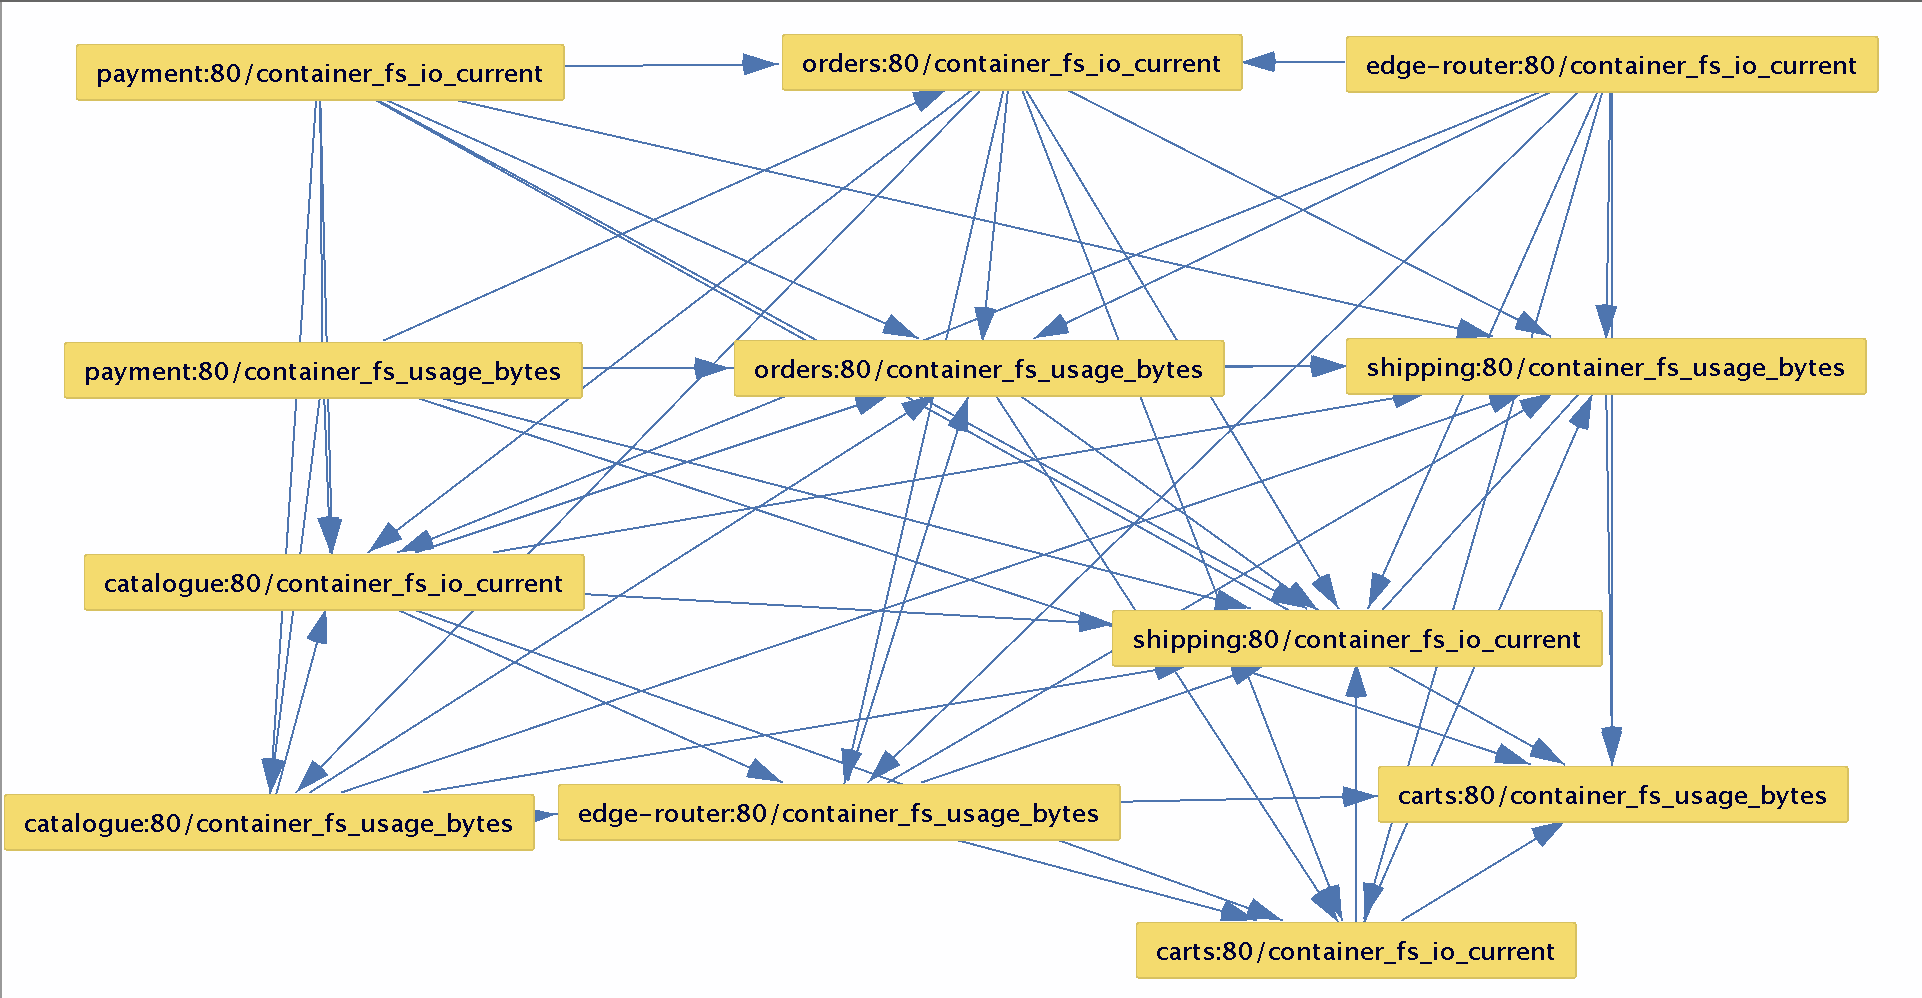 payment:80/container_fs_io_current
orders:80/container_fs_io_current
edge-router:80/container_fs_io_current
payment:80/container_fs_usage_bytes
orders:80/container_fs_usage_bytes
shipping:80/container_fs_usage_bytes
catalogue:80/container_fs_io_current
shipping:80/container_fs_io_current
catalogue:80/container_fs_usage_bytes
edge-router:80/container_fs_usage_bytes
carts:80/container_fs_usage_bytes
carts:80/container_fs_io_current